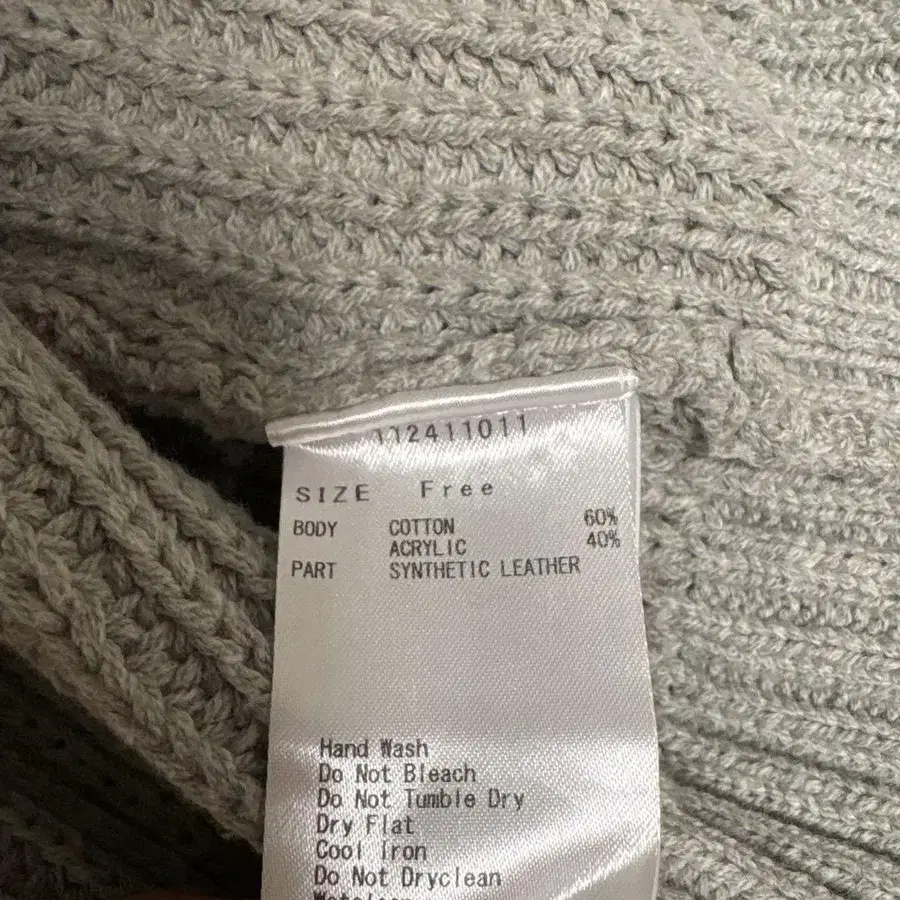 112411011
SIZE Free
BODY COTTON 60%
ACRYLIC 40%
PART SYNTHETIC LEATHER
Hand Wash
Do Not Bleach
Do Not Tumble Dry
Dry Flat
Cool Iron
Do Not Dryclean